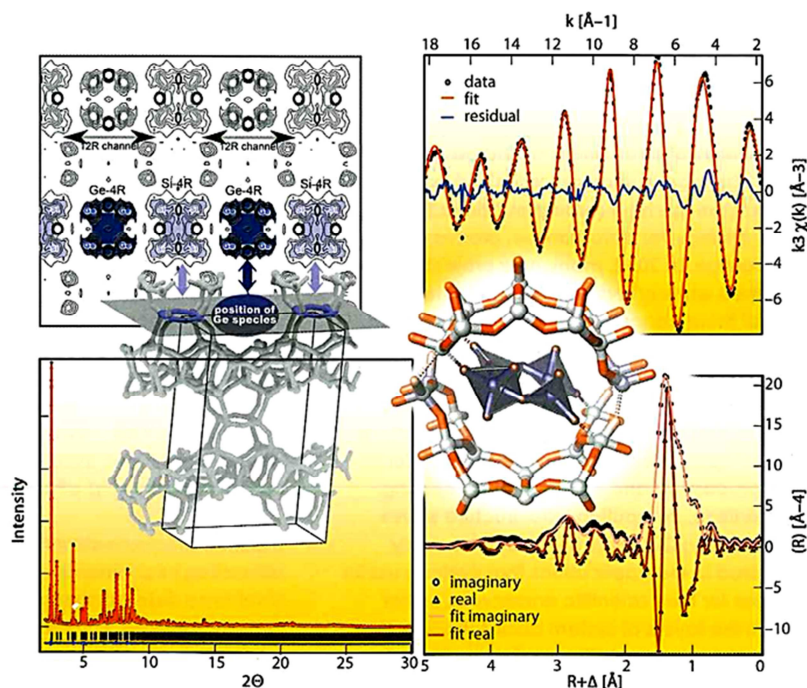 k [Å–1]
18 16 14 12 10 8 6 4 2
12R channel
12R channel
Ge-4R
Si-4R
Ge-4R
Si-4R
position of
Ge species
data
fit
residual
6
4
2
0
-2
-4
-6
k3 χ(k) [Å–3]
Intensity
5 10 15 20 25 30
2Θ
20
15
10
5
0
-5
-10
(R) [Å–4]
imaginary
real
fit imaginary
fit real
5 4 3 2 1 0
R+Δ [Å]